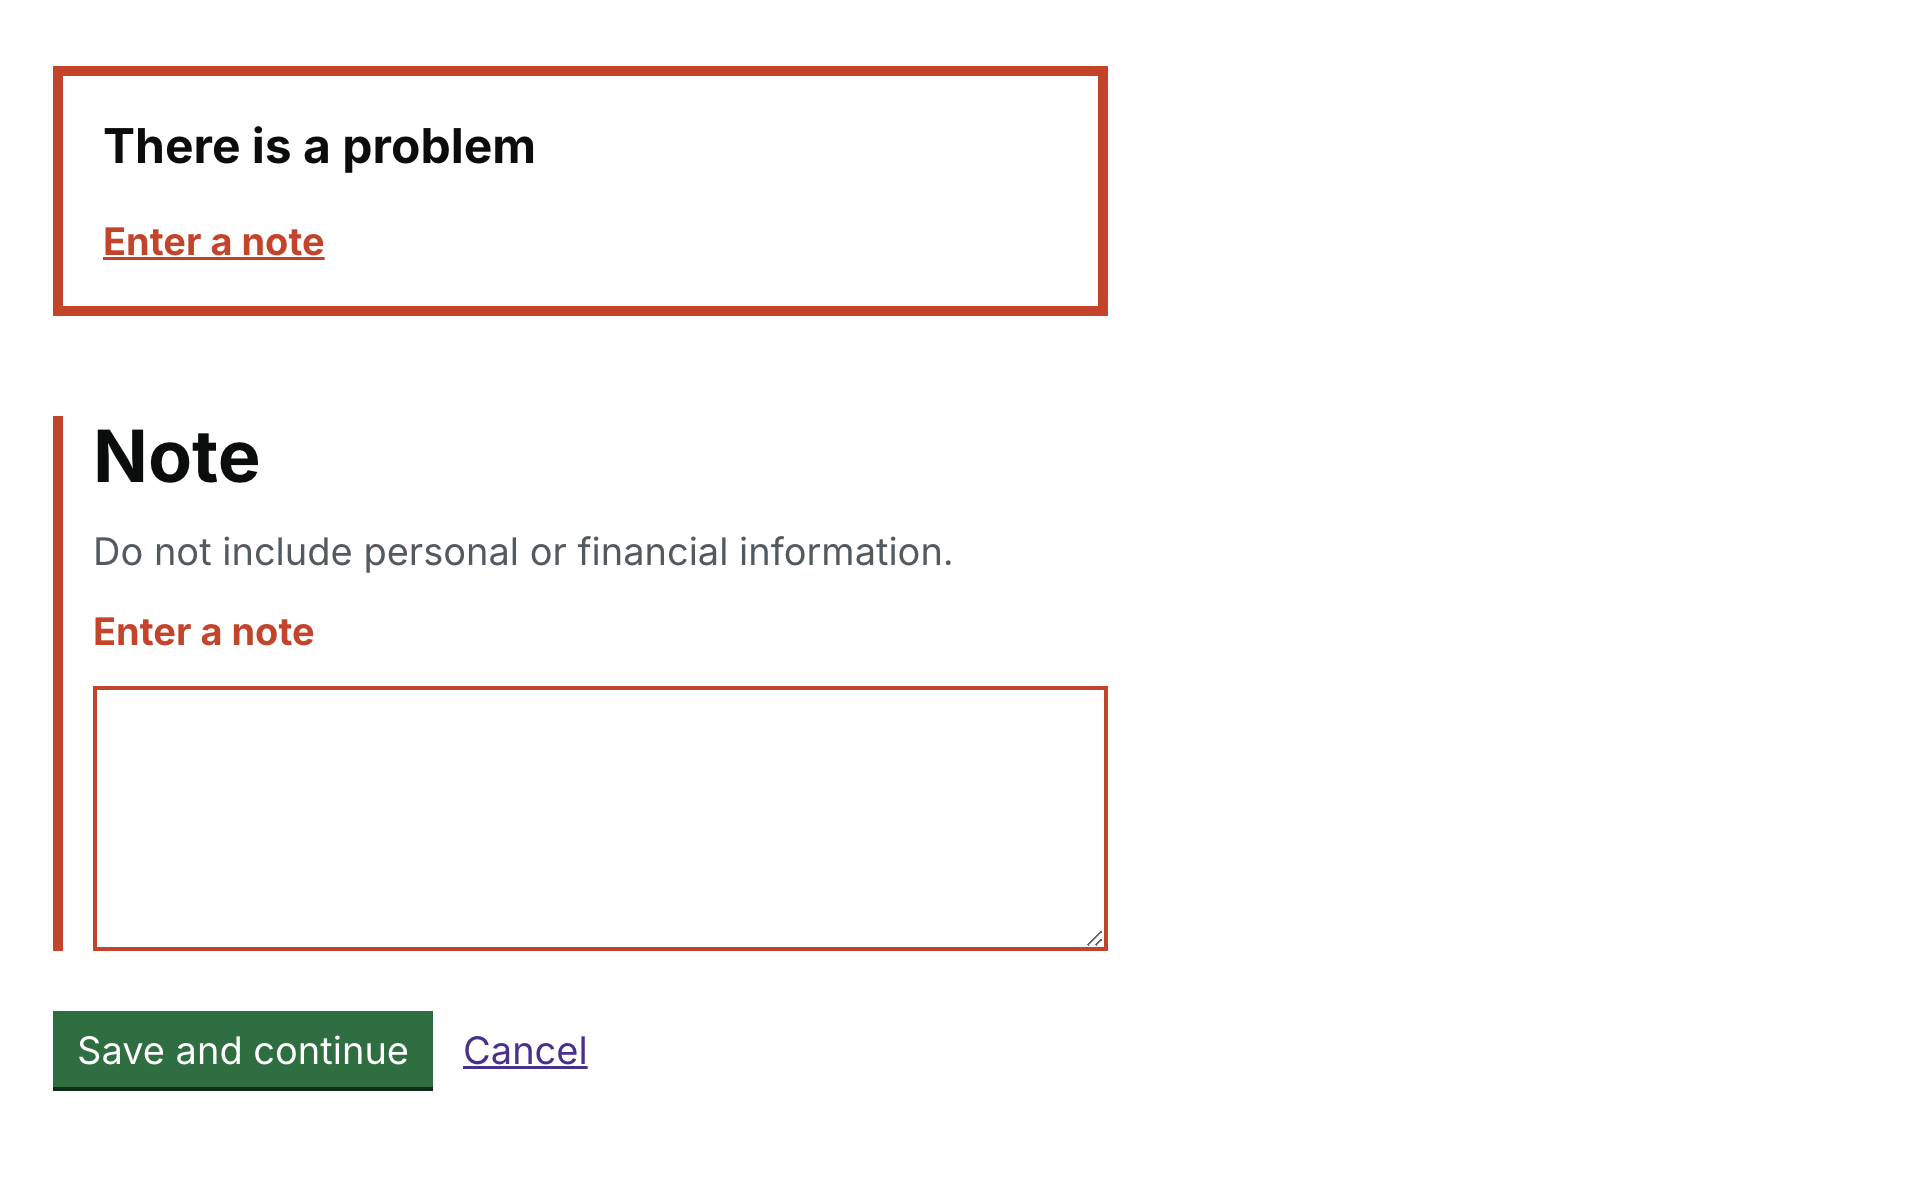 There is a problem
Enter a note
Note
Do not include personal or financial information.
Enter a note
Save and continue
Cancel